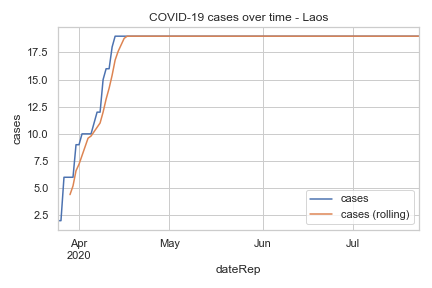 COVID-19 cases over time - Laos
cases
17.5
15.0
12.5
10.0
7.5
5.0
2.5
cases
cases (rolling)
Apr
2020
May
Jun
Jul
dateRep